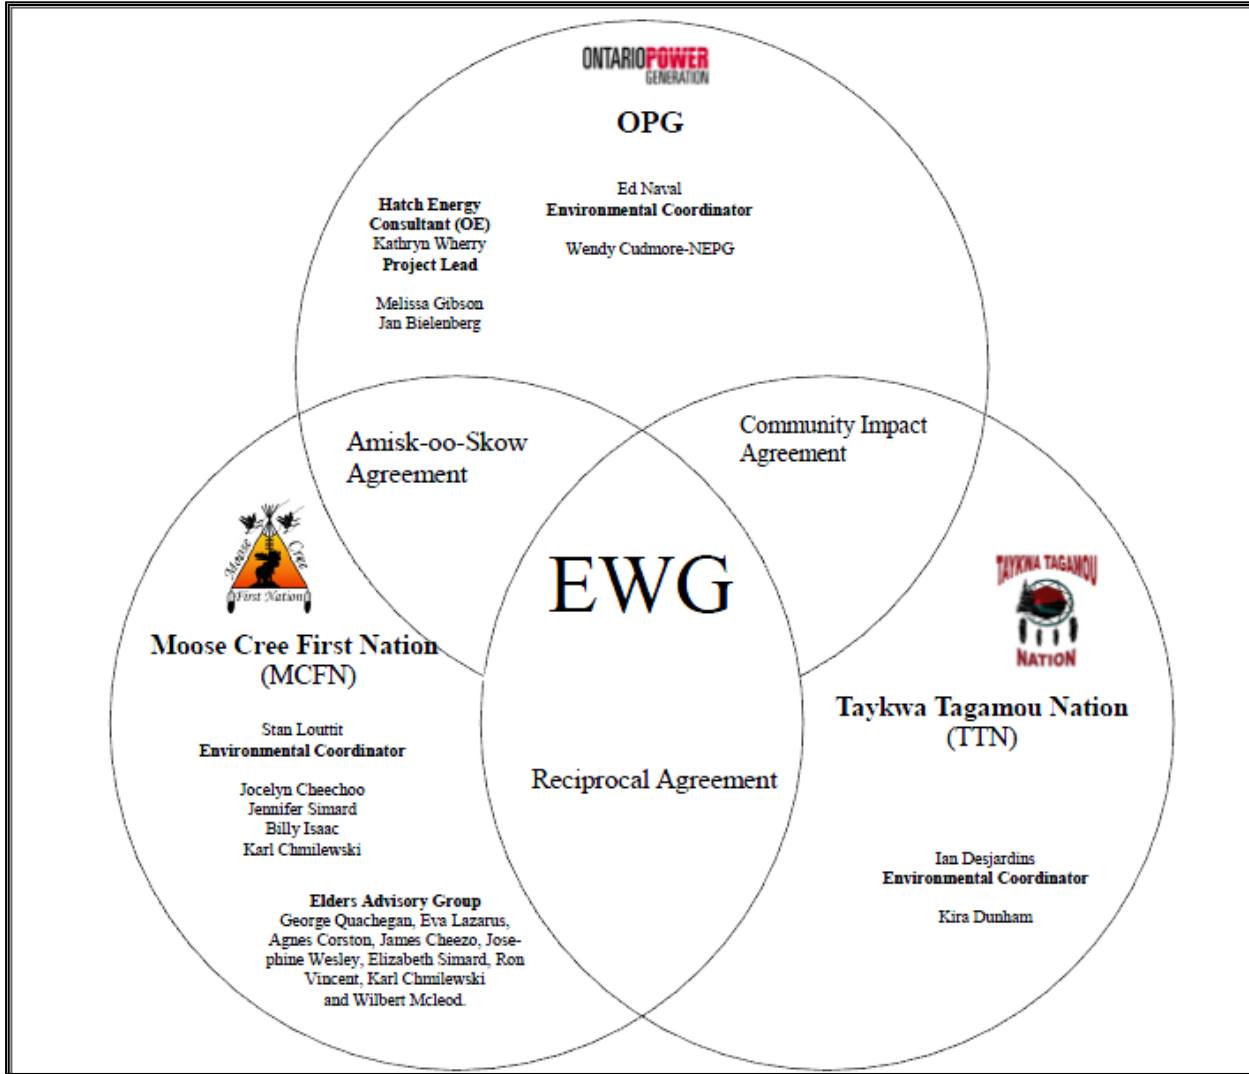 ONTARIOPOWER
GENERATION
OPG
Ed Naval
Environmental Coordinator
Wendy Cudmore-NEPG
Hatch Energy
Consultant (OE)
Kathryn Wherry
Project Lead
Melissa Gibson
Jan Bielenberg
Amisk-oo-Skow
Agreement
Community Impact
Agreement
EWG
Reciprocal Agreement
Moose Cree
First Nation
Moose Cree First Nation
(MCFN)
Stan Louttit
Environmental Coordinator
Jocelyn Cheechoo
Jennifer Simard
Billy Isaac
Karl Chmilewski
Elders Advisory Group
George Quachegan, Eva Lazarus,
Agnes Corston, James Cheezo, Jose-
phine Wesley, Elizabeth Simard, Ron
Vincent, Karl Chmilewski
and Wilbert Mcleod.
TAYKWA TAGAMOU
NATION
Taykwa Tagamou Nation
(TTN)
Ian Desjardins
Environmental Coordinator
Kira Dunham